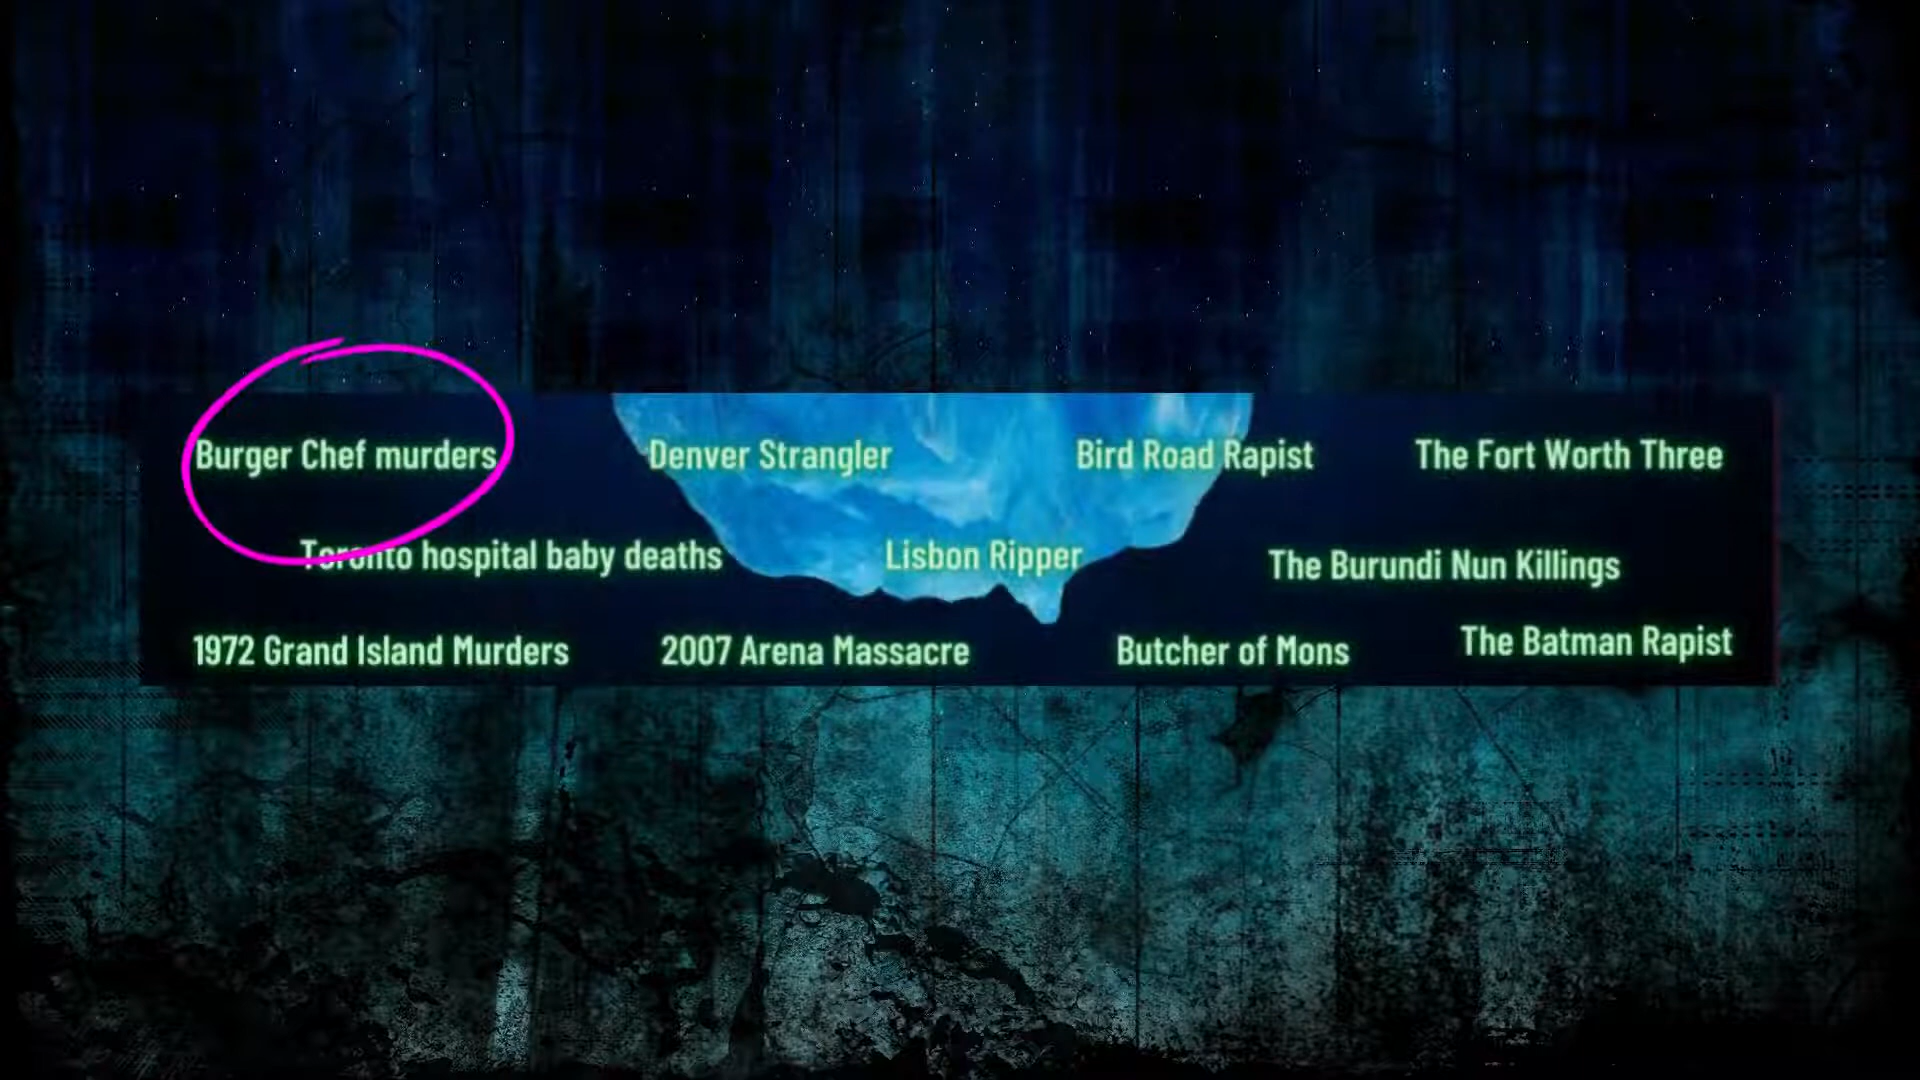 Burger Chef murders
Denver Strangler
Bird Road Rapist
The Fort Worth Three
Toronto hospital baby deaths
Lisbon Ripper
The Burundi Nun Killings
1972 Grand Island Murders
2007 Arena Massacre
Butcher of Mons
The Batman Rapist